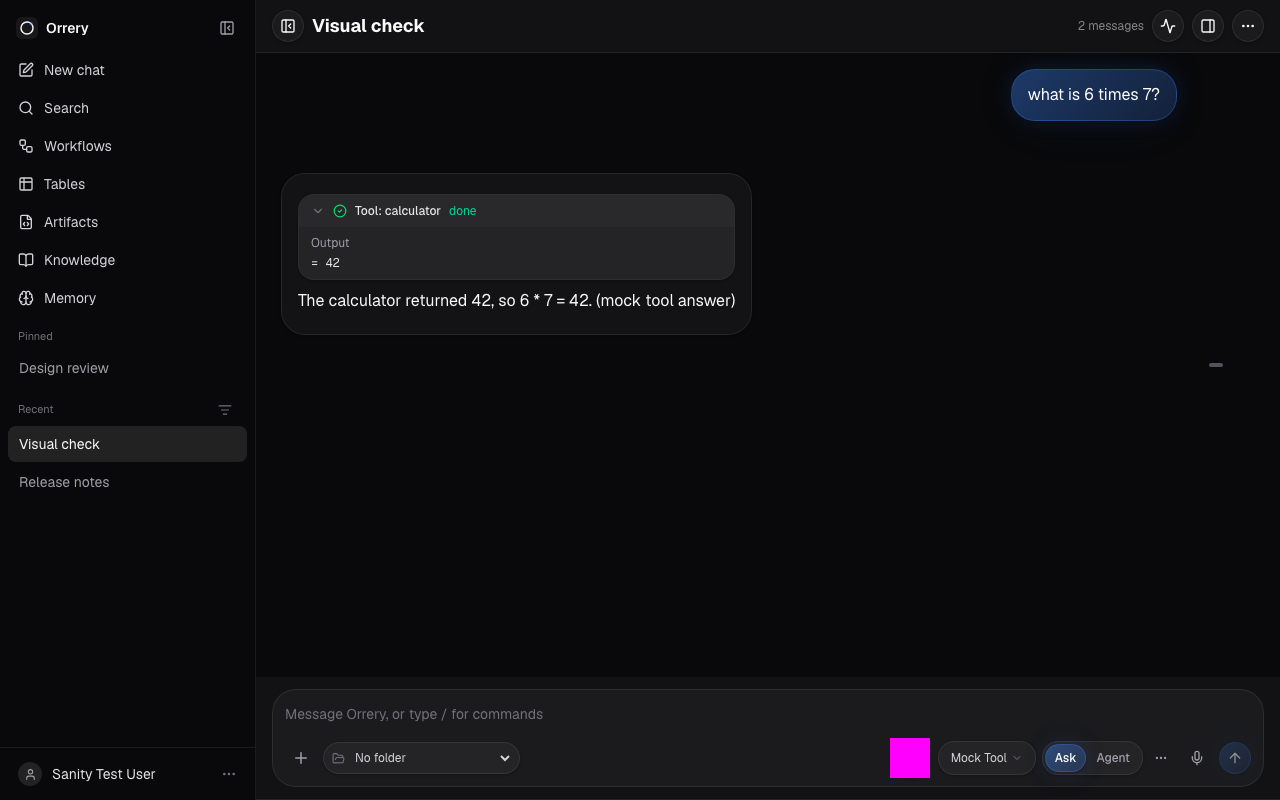 Orrery
New chat
Search
Workflows
Tables
Artifacts
Knowledge
Memory
Pinned
Design review
Recent
Visual check
Release notes
Sanity Test User
Visual check
2 messages
what is 6 times 7?
Tool: calculator done
Output
= 42
The calculator returned 42, so 6 * 7 = 42. (mock tool answer)
Message Orrery, or type / for commands
No folder
Mock Tool
Ask
Agent